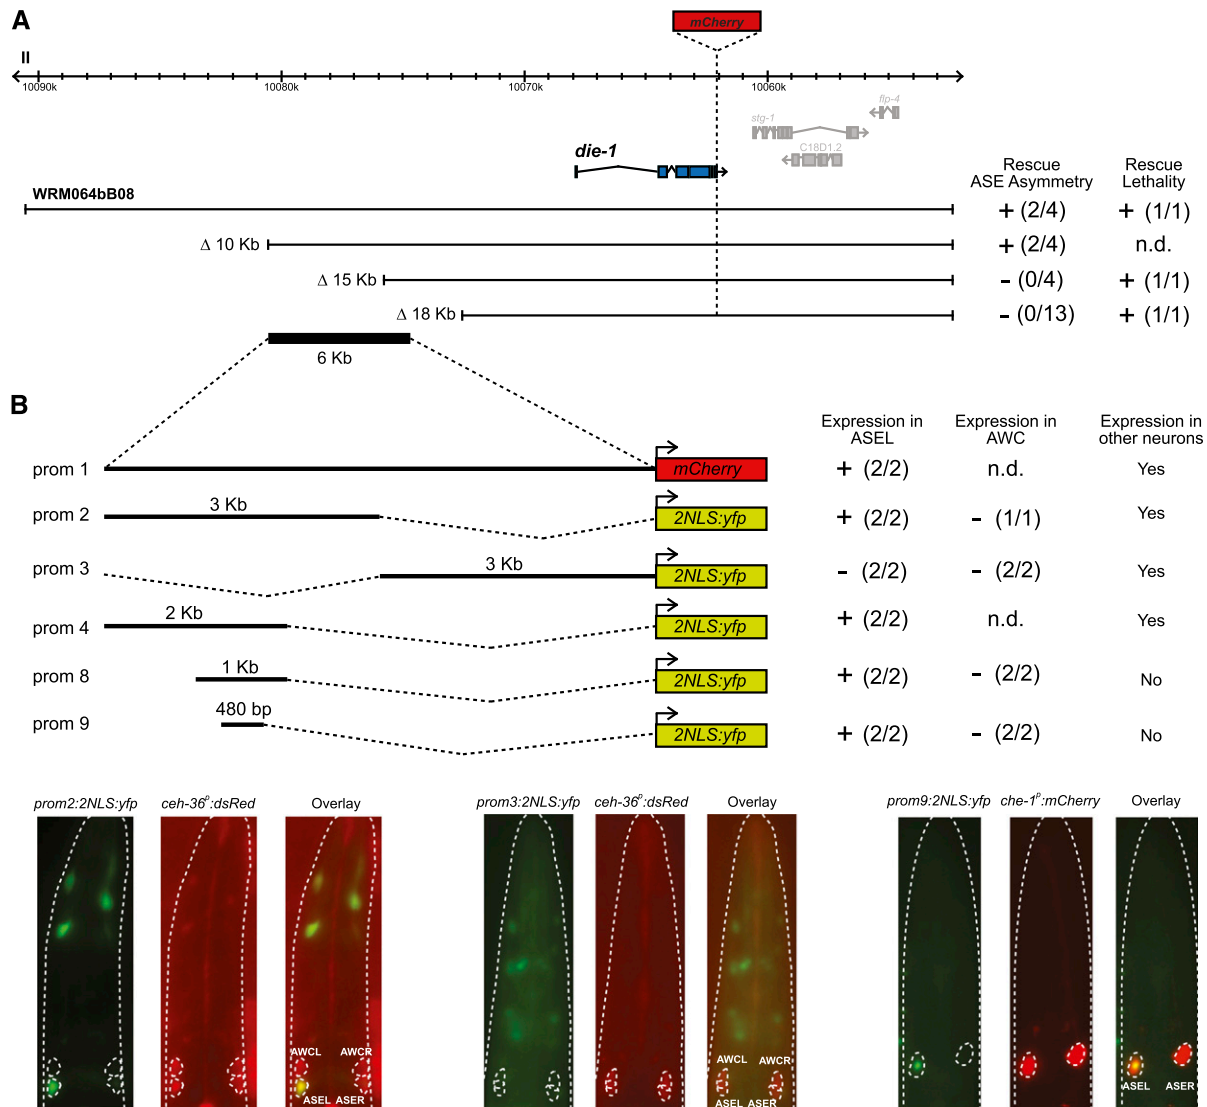 A
mCherry
II
10090k 10080k 10070k 10060k
flp-4
stg-1
C18D1.2
die-1
Rescue ASE Asymmetry
Rescue Lethality
WRM064bB08
+ (2/4) + (1/1)
Δ 10 Kb + (2/4) n.d.
Δ 15 Kb - (0/4) + (1/1)
Δ 18 Kb - (0/13) + (1/1)
6 Kb
B
Expression in ASEL
Expression in AWC
Expression in other neurons
prom 1 mCherry + (2/2) n.d. Yes
3 Kb
prom 2 2NLS:yfp + (2/2) - (1/1) Yes
3 Kb
prom 3 2NLS:yfp - (2/2) - (2/2) Yes
2 Kb
prom 4 2NLS:yfp + (2/2) n.d. Yes
1 Kb
prom 8 2NLS:yfp + (2/2) - (2/2) No
480 bp
prom 9 2NLS:yfp + (2/2) - (2/2) No
prom2:2NLS:yfp ceh-36ᵖ:dsRed Overlay
prom3:2NLS:yfp ceh-36ᵖ:dsRed Overlay
prom9:2NLS:yfp che-1ᵖ:mCherry Overlay
AWCL AWCR
ASEL ASER
AWCL AWCR
ASEL ASER
ASEL ASER